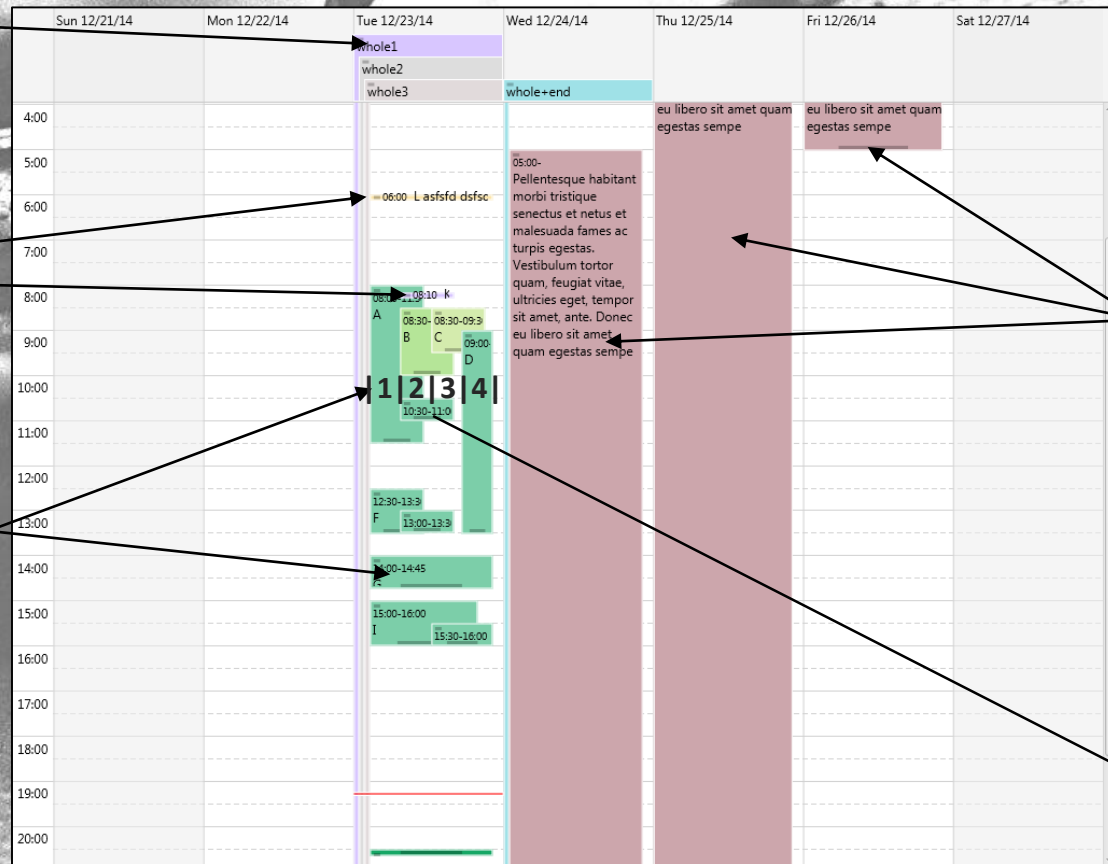 Sun 12/21/14
Mon 12/22/14
Tue 12/23/14
Wed 12/24/14
Thu 12/25/14
Fri 12/26/14
Sat 12/27/14
whole1
whole2
whole3
whole+end
4:00
5:00
6:00
7:00
8:00
9:00
10:00
11:00
12:00
13:00
14:00
15:00
16:00
17:00
18:00
19:00
20:00
06:00 L asfsfd dsfsc
08:10 k
A
08:30-
B
08:30-09:3
C
09:00-
D
|1|2|3|4|
10:30-11:0
12:30-13:3
F
13:00-13:3
14:00-14:45
G
15:00-16:00
I
15:30-16:00
05:00-
Pellentesque habitant
morbi tristique
senectus et netus et
malesuada fames ac
turpis egestas.
Vestibulum tortor
quam, feugiat vitae,
ultricies eget, tempor
sit amet, ante. Donec
eu libero sit amet
quam egestas sempe
eu libero sit amet quam
egestas sempe
eu libero sit amet quam
egestas sempe